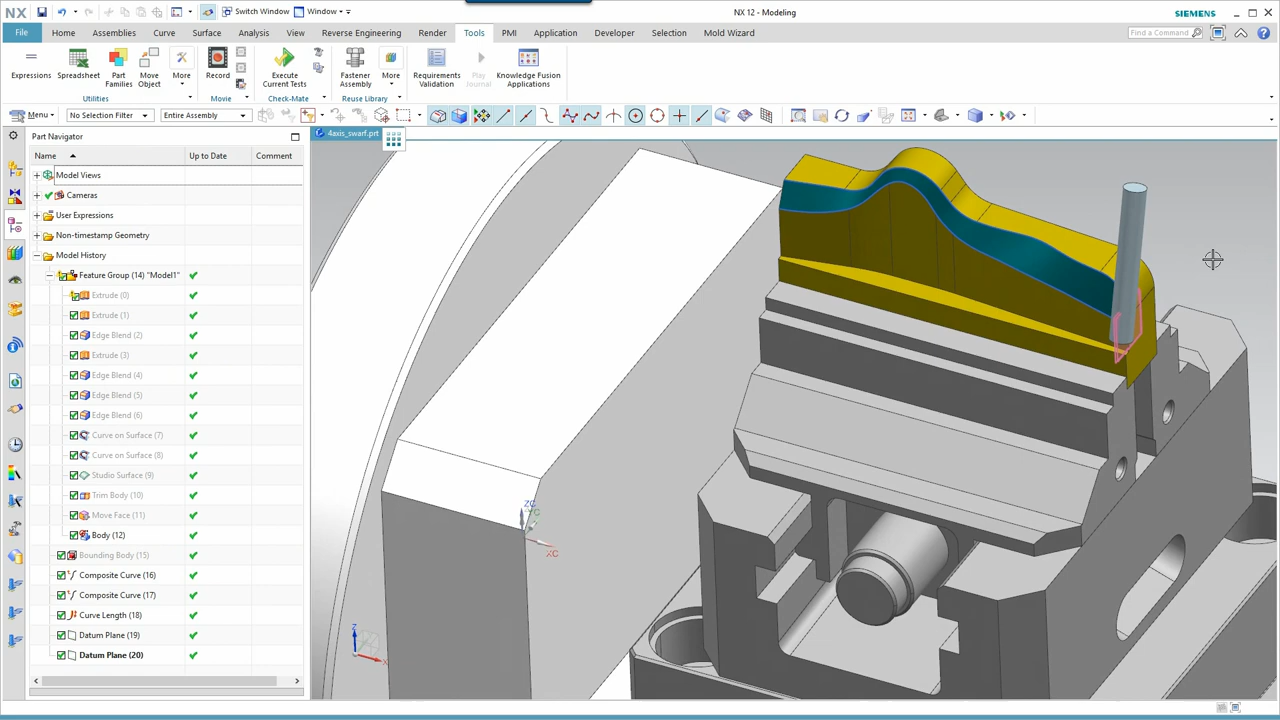 NX
Switch Window
Window
NX 12 - Modeling
SIEMENS
File
Home
Assemblies
Curve
Surface
Analysis
View
Reverse Engineering
Render
Tools
PMI
Application
Developer
Selection
Mold Wizard
Find a Command
Expressions
Spreadsheet
Part Families
Move Object
More
Record
Execute Current Tests
Fastener Assembly
More
Requirements Validation
Play Journal
Knowledge Fusion Applications
Utilities
Movie
Check-Mate
Reuse Library
Menu
No Selection Filter
Entire Assembly
Part Navigator
4axis_swarf.prt
Name
Up to Date
Comment
Model Views
Cameras
User Expressions
Non-timestamp Geometry
Model History
Feature Group (14) "Model1"
Extrude (0)
Extrude (1)
Edge Blend (2)
Extrude (3)
Edge Blend (4)
Edge Blend (5)
Edge Blend (6)
Curve on Surface (7)
Curve on Surface (8)
Studio Surface (9)
Trim Body (10)
Move Face (11)
Body (12)
Bounding Body (15)
Composite Curve (16)
Composite Curve (17)
Curve Length (18)
Datum Plane (19)
Datum Plane (20)
ZC
YC
XC
Z
X